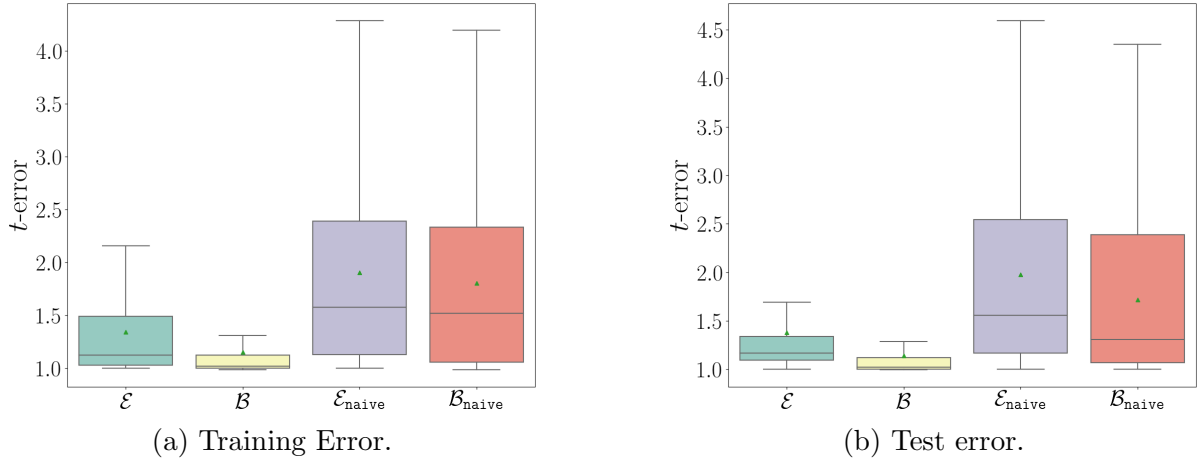 4.0
3.5
3.0
2.5
2.0
1.5
1.0
t-error
ℰ
ℬ
ℰnaive
ℬnaive
(a) Training Error.
4.5
4.0
3.5
3.0
2.5
2.0
1.5
1.0
t-error
ℰ
ℬ
ℰnaive
ℬnaive
(b) Test error.